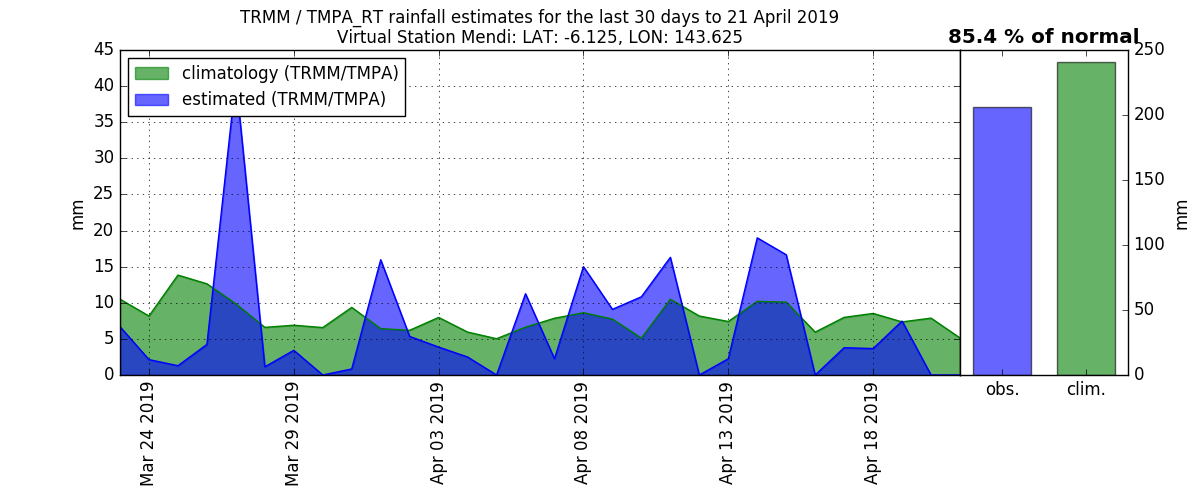 TRMM / TMPA_RT rainfall estimates for the last 30 days to 21 April 2019
Virtual Station Mendi: LAT: -6.125, LON: 143.625
85.4 % of normal
climatology (TRMM/TMPA)
estimated (TRMM/TMPA)
45
40
35
30
25
20
15
10
5
0
mm
Mar 24 2019
Mar 29 2019
Apr 03 2019
Apr 08 2019
Apr 13 2019
Apr 18 2019
250
200
150
100
50
0
mm
obs.
clim.